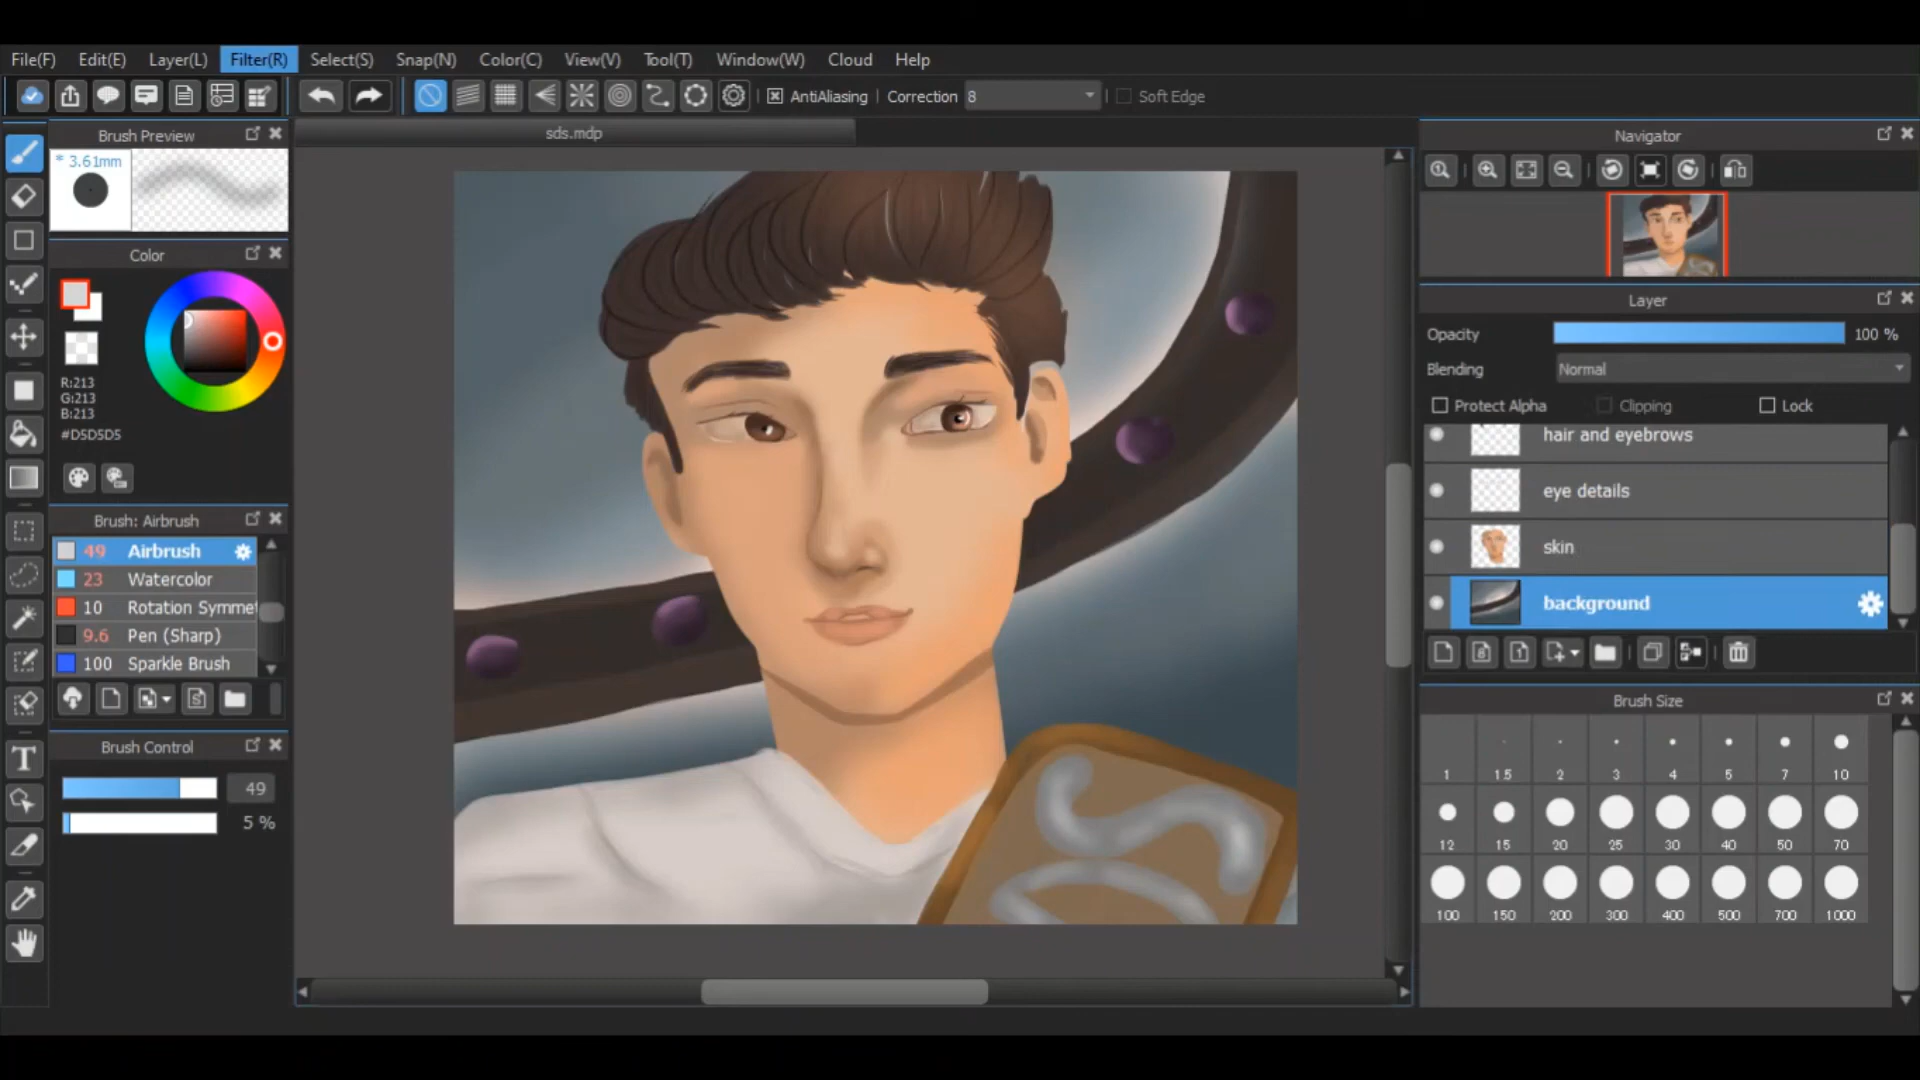 File(F) Edit(E) Layer(L) Filter(R) Select(S) Snap(N) Color(C) View(V) Tool(T) Window(W) Cloud Help
AntiAliasing Correction 8 Soft Edge
sds.mdp
Brush Preview
* 3.61mm
Color
R:213
G:213
B:213
#D5D5D5
Brush: Airbrush
49 Airbrush
23 Watercolor
10 Rotation Symmet
9.6 Pen (Sharp)
100 Sparkle Brush
Brush Control
49
5 %
Navigator
Layer
Opacity 100 %
Blending Normal
Protect Alpha Clipping Lock
hair and eyebrows
eye details
skin
background
Brush Size
1 1.5 2 3 4 5 7 10
12 15 20 25 30 40 50 70
100 150 200 300 400 500 700 1000